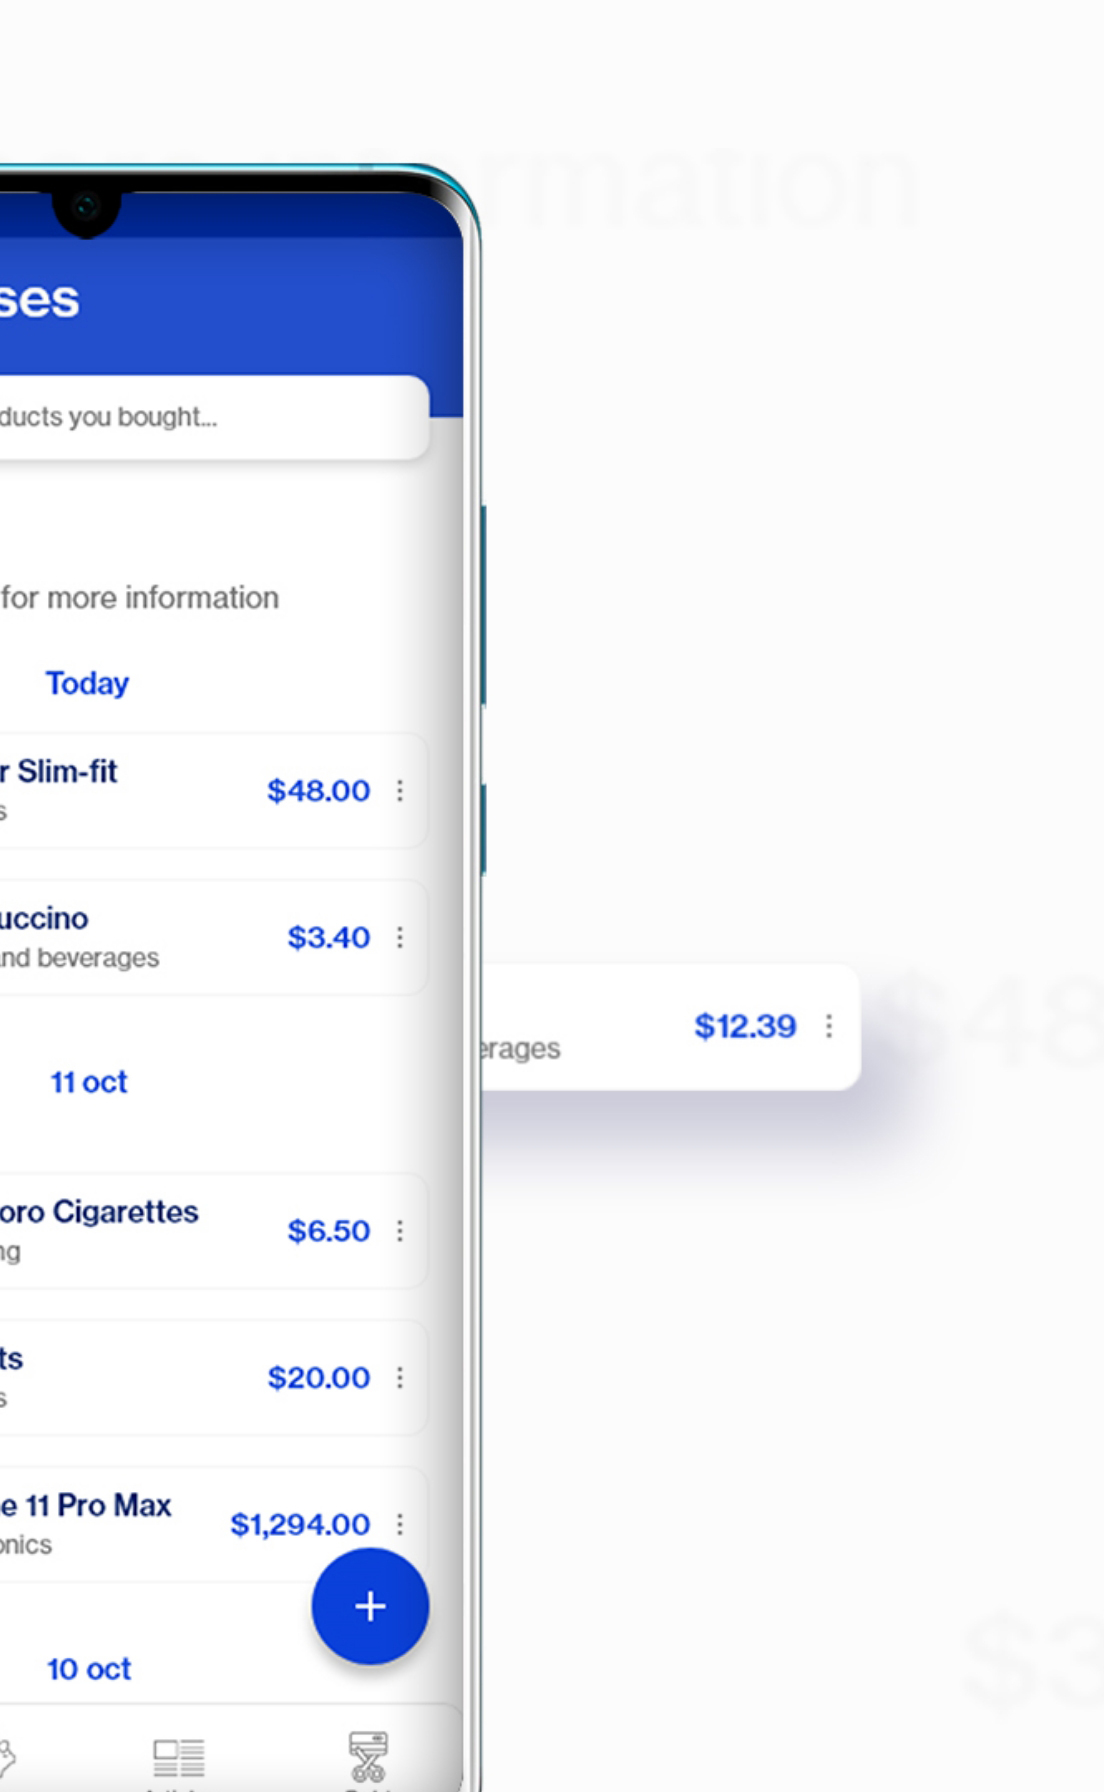 ormation
ses
ducts you bought...
for more information
Today
r Slim-fit
$48.00
s
uccino
$3.40
and beverages
$12.39
erages
$48
11 oct
oro Cigarettes
$6.50
ng
ts
$20.00
s
e 11 Pro Max
$1,294.00
onics
+
10 oct
$3